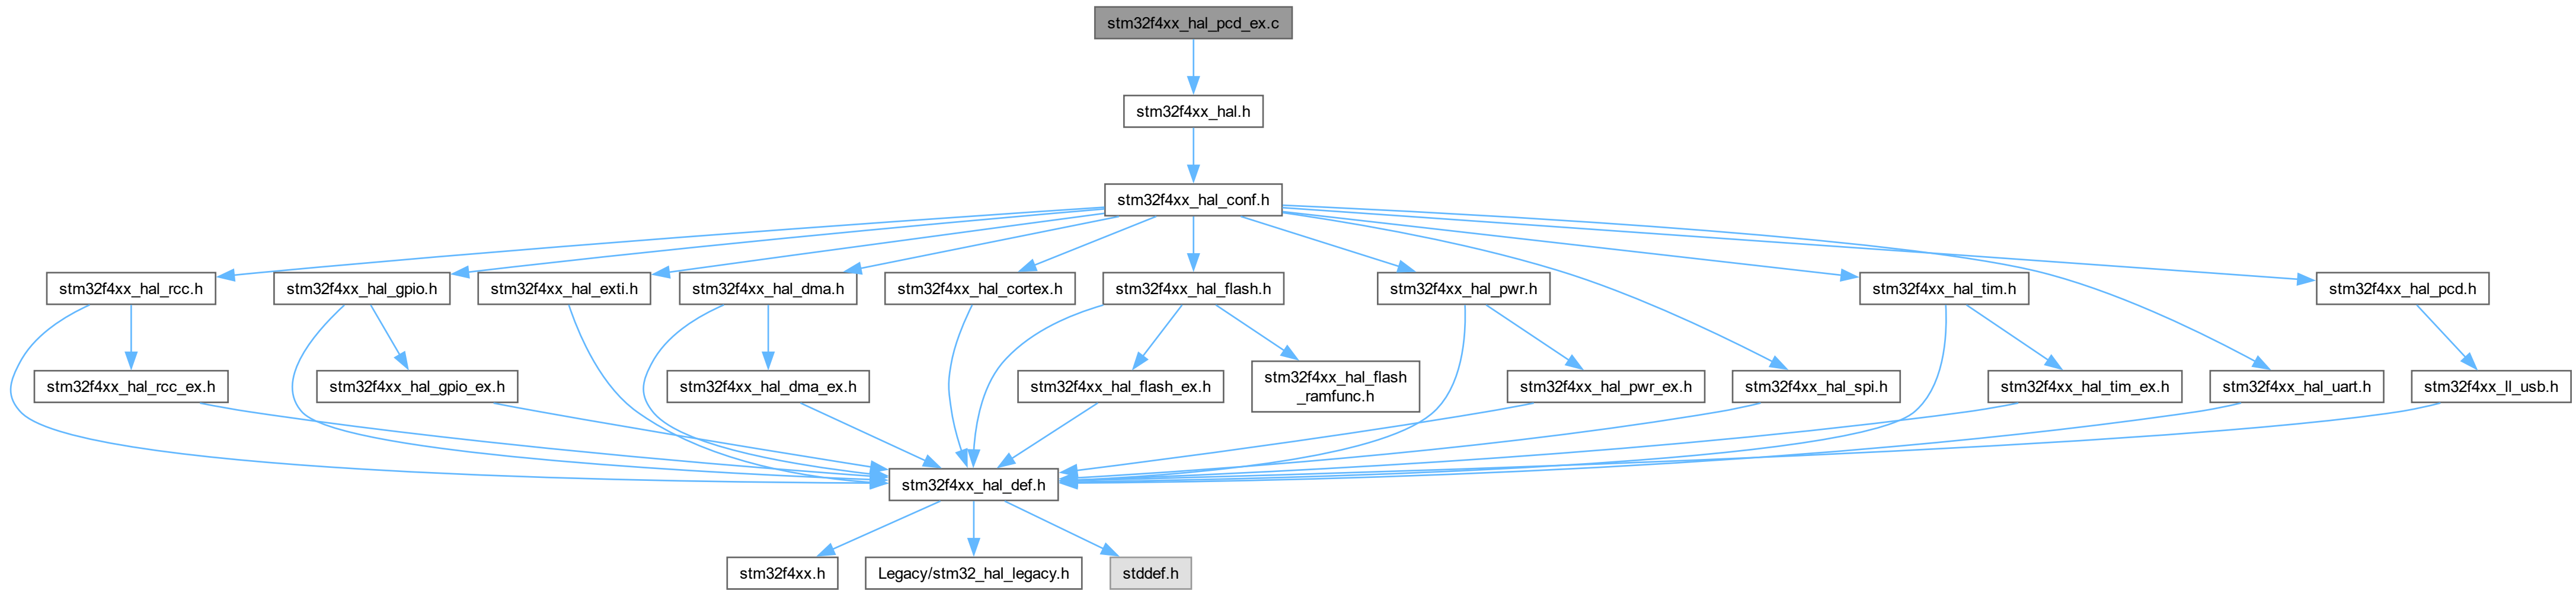 stm32f4xx_hal_pcd_ex.c
stm32f4xx_hal.h
stm32f4xx_hal_conf.h
stm32f4xx_hal_rcc.h
stm32f4xx_hal_gpio.h
stm32f4xx_hal_exti.h
stm32f4xx_hal_dma.h
stm32f4xx_hal_cortex.h
stm32f4xx_hal_flash.h
stm32f4xx_hal_pwr.h
stm32f4xx_hal_tim.h
stm32f4xx_hal_pcd.h
stm32f4xx_hal_rcc_ex.h
stm32f4xx_hal_gpio_ex.h
stm32f4xx_hal_dma_ex.h
stm32f4xx_hal_flash_ex.h
stm32f4xx_hal_flash
_ramfunc.h
stm32f4xx_hal_pwr_ex.h
stm32f4xx_hal_spi.h
stm32f4xx_hal_tim_ex.h
stm32f4xx_hal_uart.h
stm32f4xx_ll_usb.h
stm32f4xx_hal_def.h
stm32f4xx.h
Legacy/stm32_hal_legacy.h
stddef.h